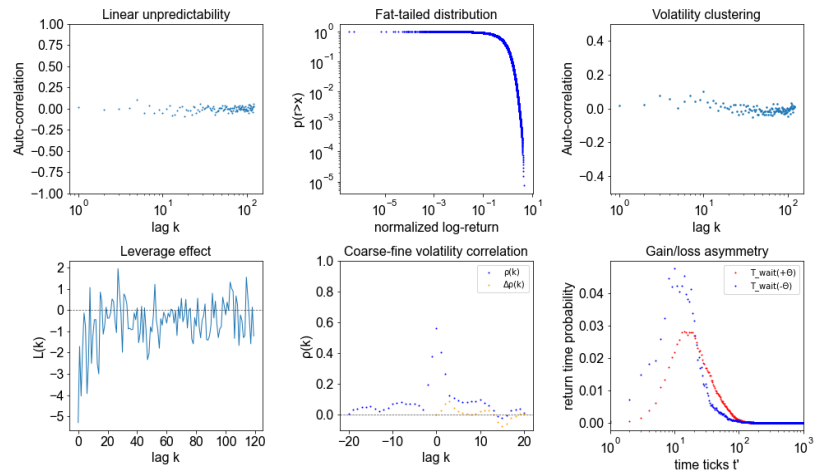 Linear unpredictability
Auto-correlation
1.00
0.75
0.50
0.25
0.00
−0.25
−0.50
−0.75
−1.00
10⁰ 10¹ 10²
lag k
Fat-tailed distribution
p(r>x)
10⁰
10⁻¹
10⁻²
10⁻³
10⁻⁴
10⁻⁵
10⁻⁵ 10⁻³ 10⁻¹ 10¹
normalized log-return
Volatility clustering
Auto-correlation
0.4
0.2
0.0
−0.2
−0.4
10⁰ 10¹ 10²
lag k
Leverage effect
L(k)
2
1
0
−1
−2
−3
−4
−5
0 20 40 60 80 100 120
lag k
Coarse-fine volatility correlation
ρ(k)
1.0
0.8
0.6
0.4
0.2
0.0
ρ(k)
Δρ(k)
−20 −10 0 10 20
lag k
Gain/loss asymmetry
return time probability
0.05
0.04
0.03
0.02
0.01
0.00
T_wait(+Θ)
T_wait(-Θ)
10⁰ 10¹ 10² 10³
time ticks t'